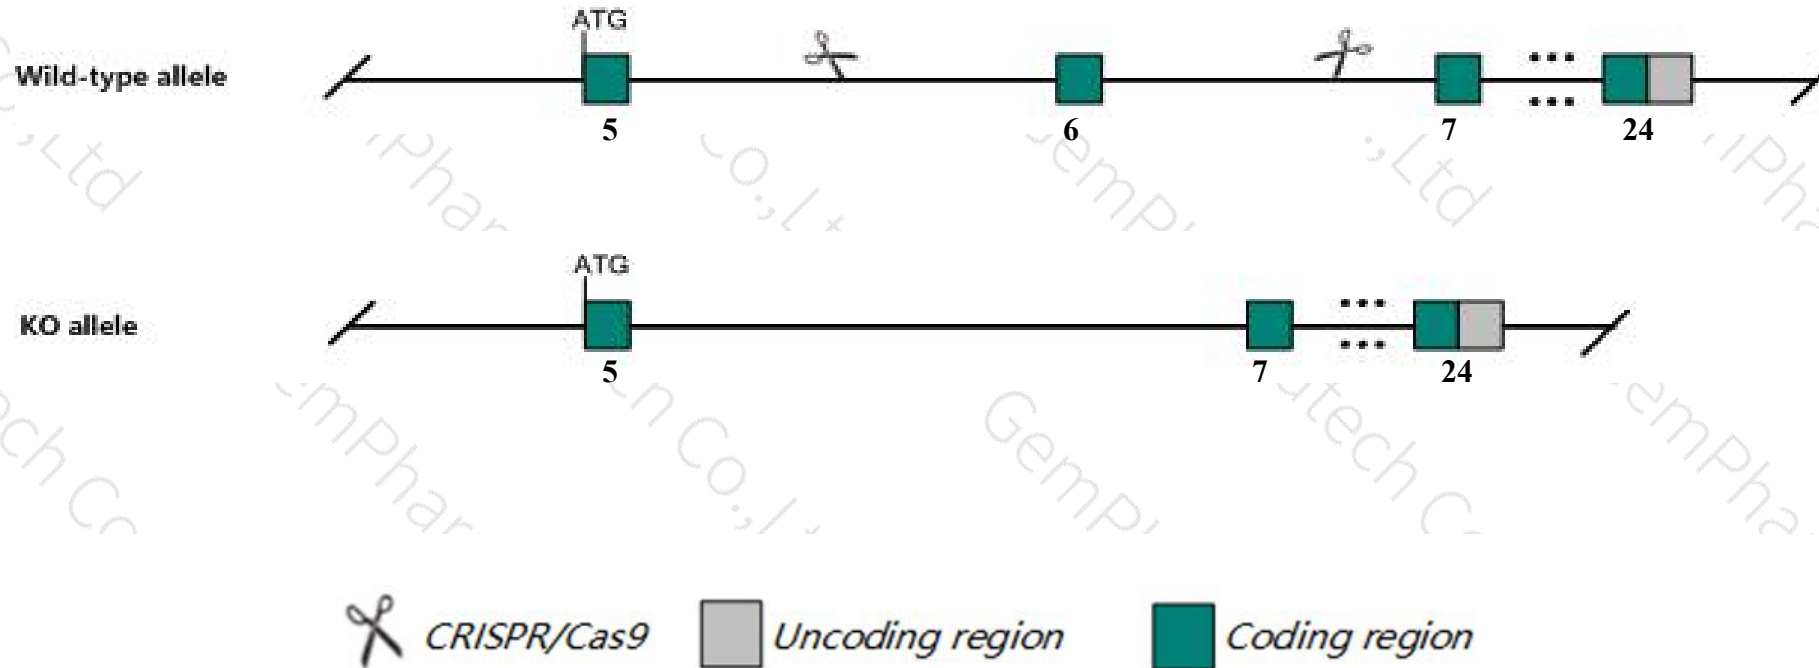 ATG
Wild-type allele
5 6 7 24
ATG
KO allele
5 7 24
CRISPR/Cas9 Uncoding region Coding region